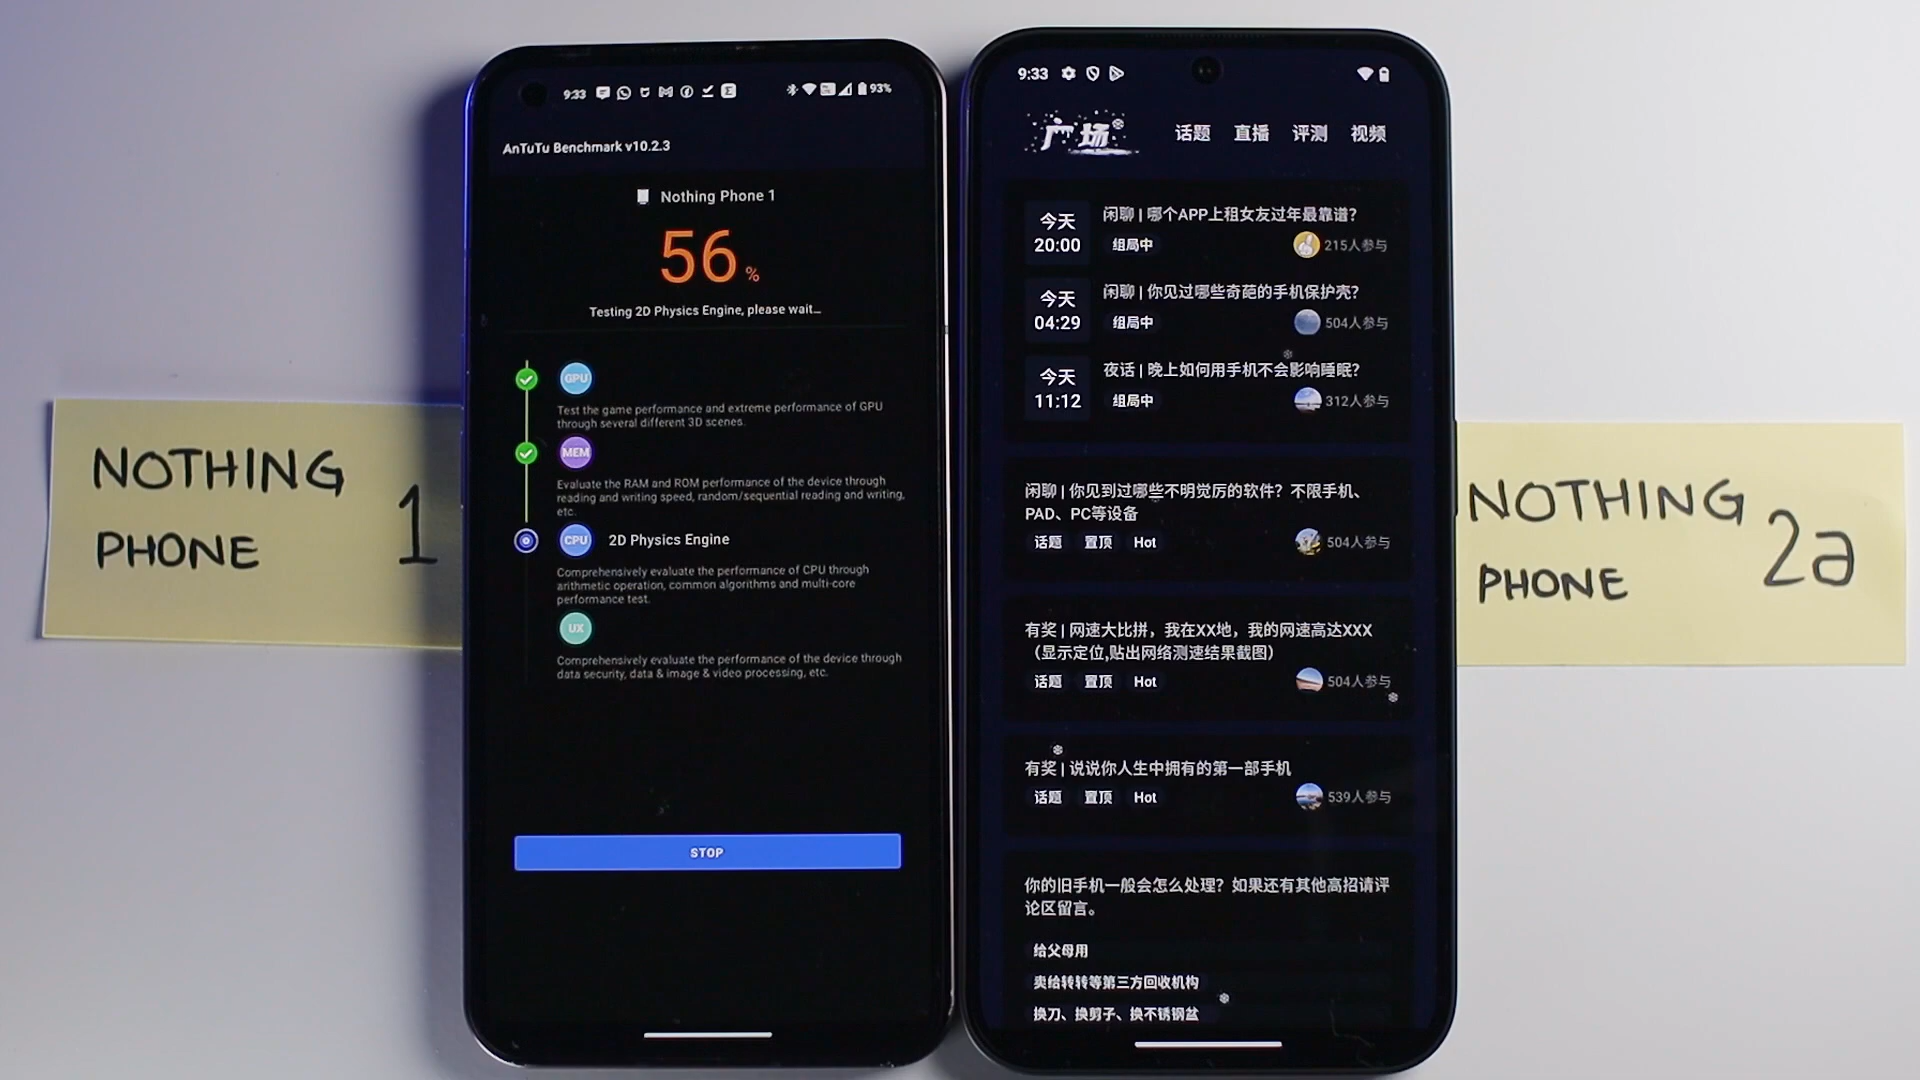 NOTHING
PHONE
1
9:33
93%
AnTuTu Benchmark v10.2.3
Nothing Phone 1
56%
Testing 2D Physics Engine, please wait...
GPU
Test the game performance and extreme performance of GPU
through several different 3D scenes.
MEM
Evaluate the RAM and ROM performance of the device through
reading and writing speed, random/sequential reading and writing,
etc.
CPU
2D Physics Engine
Comprehensively evaluate the performance of CPU through
arithmetic operation, common algorithms and multi-core
performance test.
UX
Comprehensively evaluate the performance of the device through
data security, data & image & video processing, etc.
STOP
9:33
广场 话题 直播 评测 视频
今天
20:00
闲聊 | 哪个APP上租女友过年最靠谱？
组局中 215人参与
今天
04:29
闲聊 | 你见过哪些奇葩的手机保护壳？
组局中 504人参与
今天
11:12
夜话 | 晚上如何用手机不会影响睡眠？
组局中 312人参与
闲聊 | 你见到过哪些不明觉厉的软件？不限手机、
PAD、PC等设备
话题 置顶 Hot 504人参与
有奖 | 网速大比拼，我在XX地，我的网速高达XXX
（显示定位,贴出网络测速结果截图）
话题 置顶 Hot 504人参与
有奖 | 说说你人生中拥有的第一部手机
话题 置顶 Hot 539人参与
你的旧手机一般会怎么处理？如果还有其他高招请评
论区留言。
给父母用
卖给转转等第三方回收机构
换刀、换剪子、换不锈钢盆
NOTHING
PHONE
2a